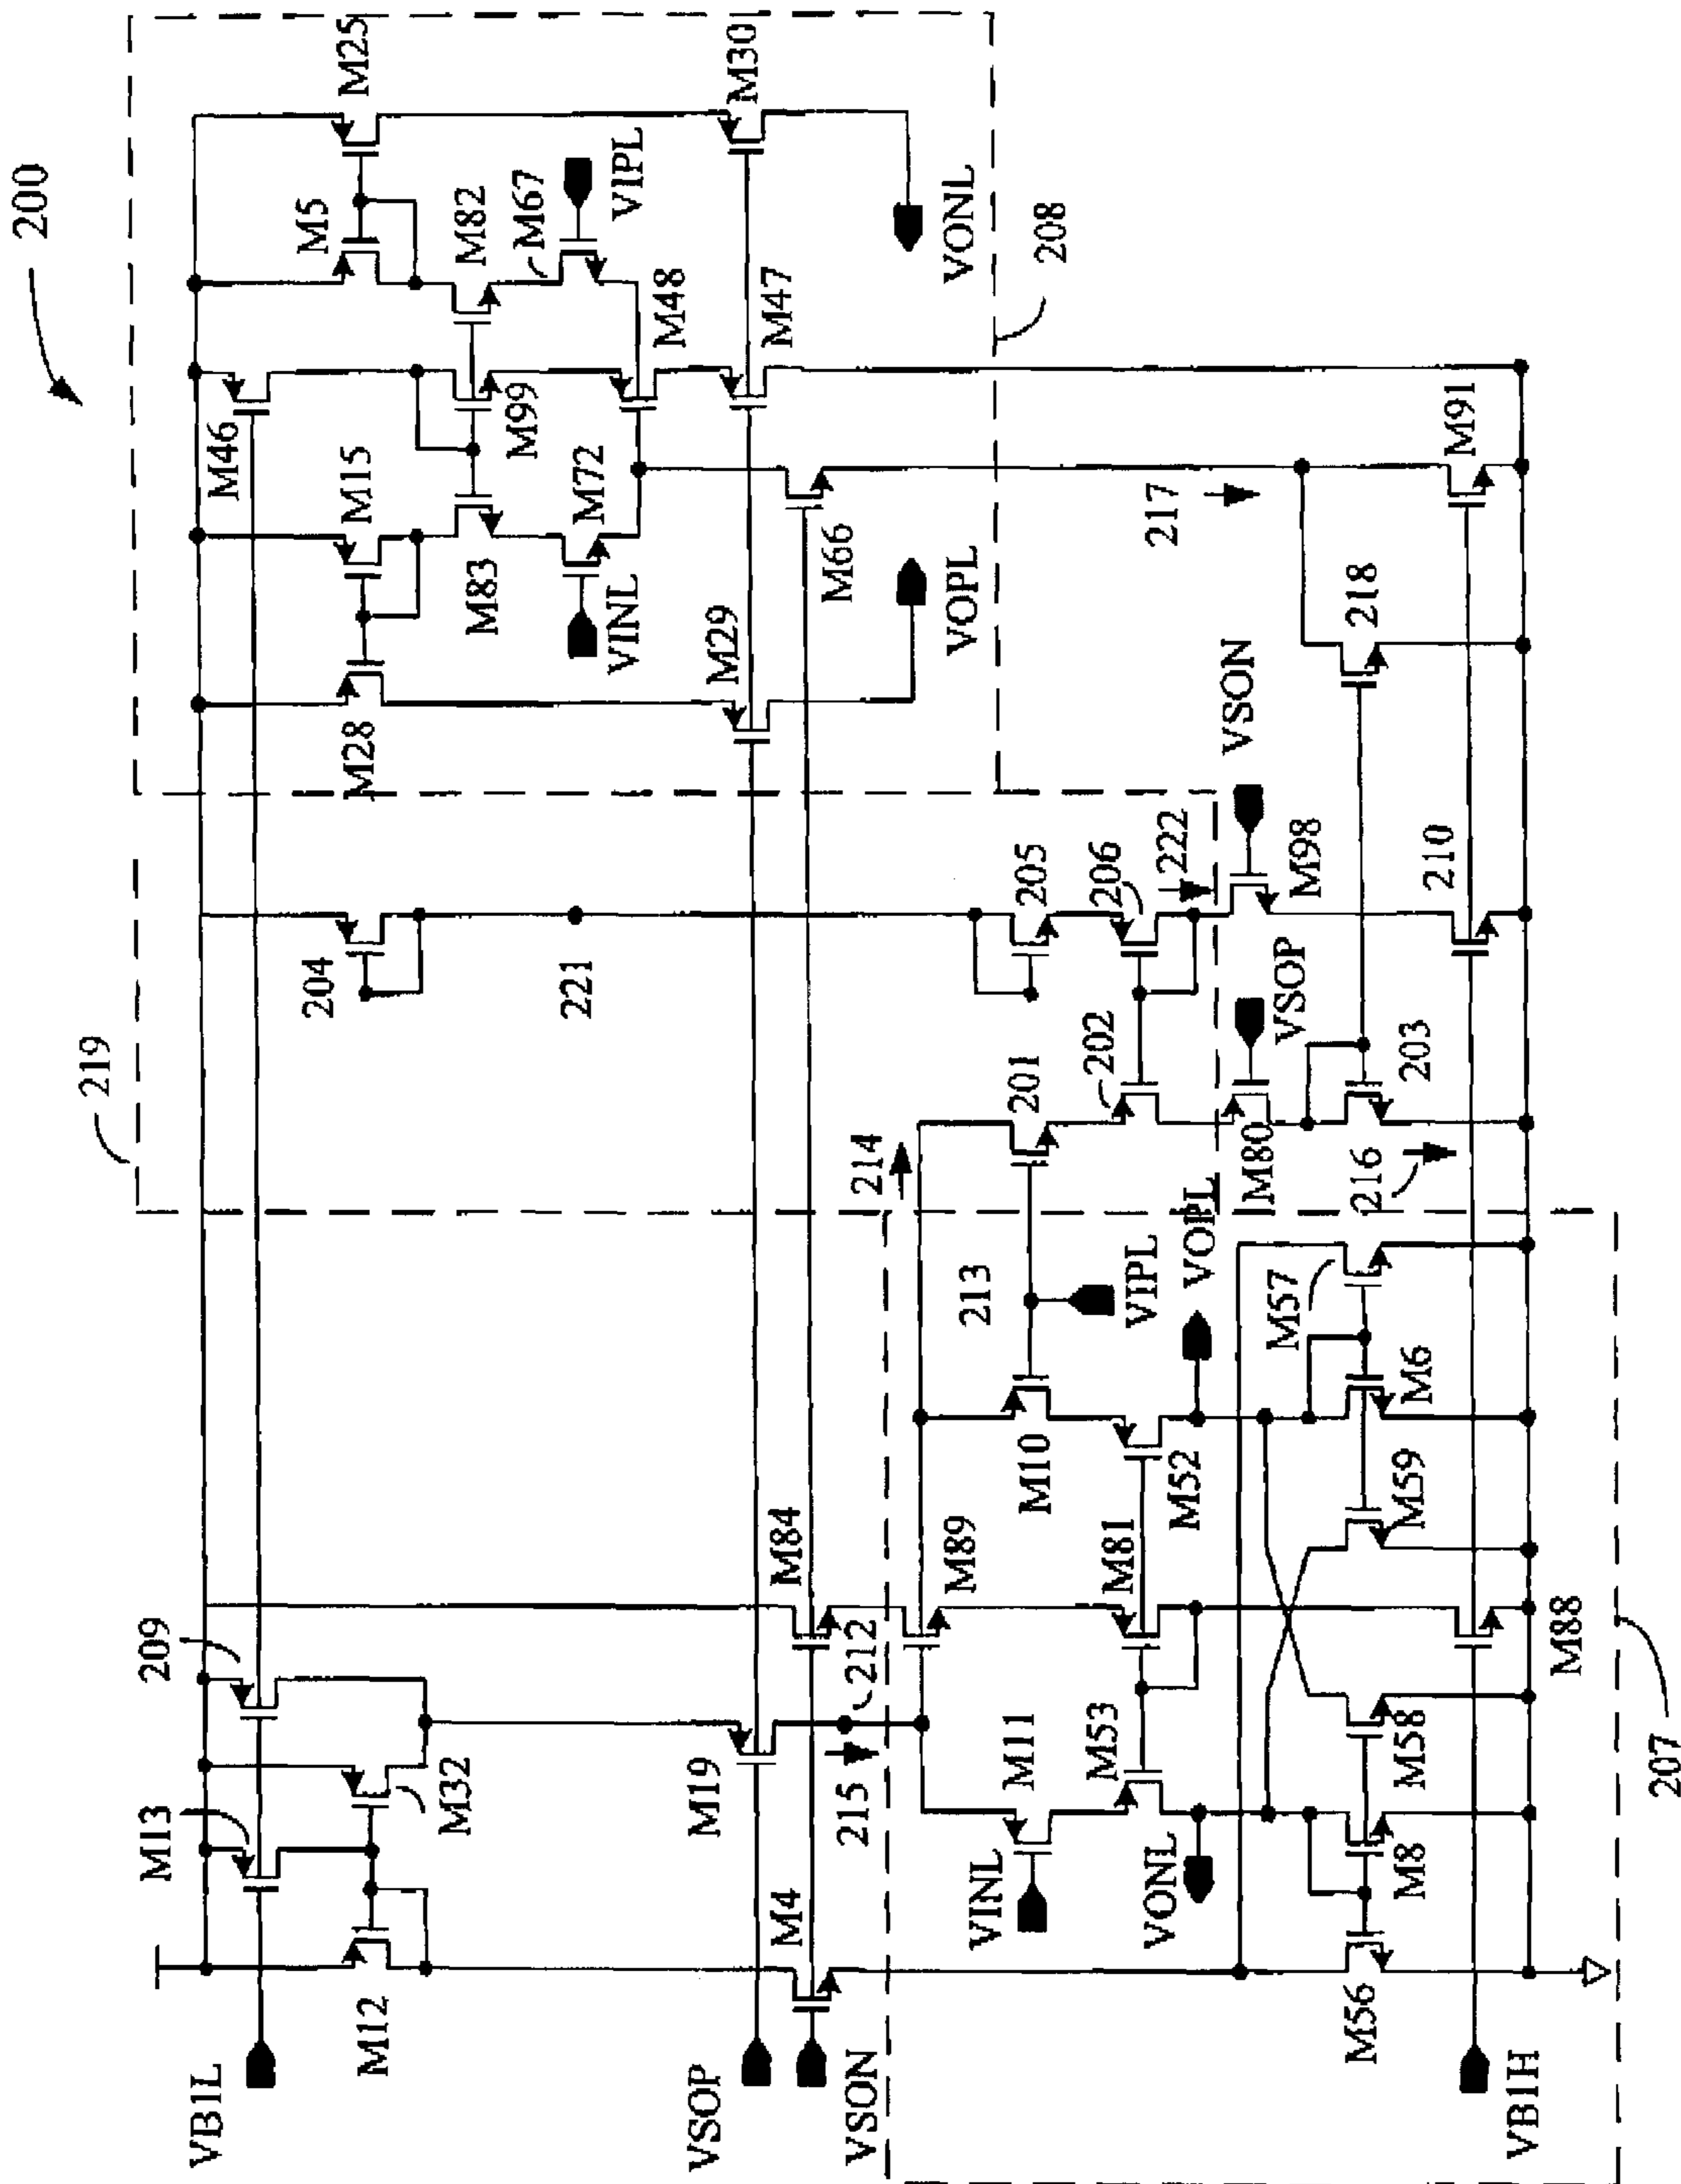 200
219
M13
209
M12
M32
VB1L
M46
M15
M5
M25
M28
M99
M82
M83
M67
VINL
VIPL
M72
M48
M29
M47
M30
M66
VOPL
VONL
208
204
221
205
206
222
201
202
214
VSOP
VSON
M19
M4
M84
215
212
M89
M11
VINL
M53
M81
M10
M52
213
VIPL
VOPL
VONL
M80
VSOP
M98
VSON
217
218
M91
M56
M8
M58
M59
M6
M57
216
203
210
M88
VB1H
207